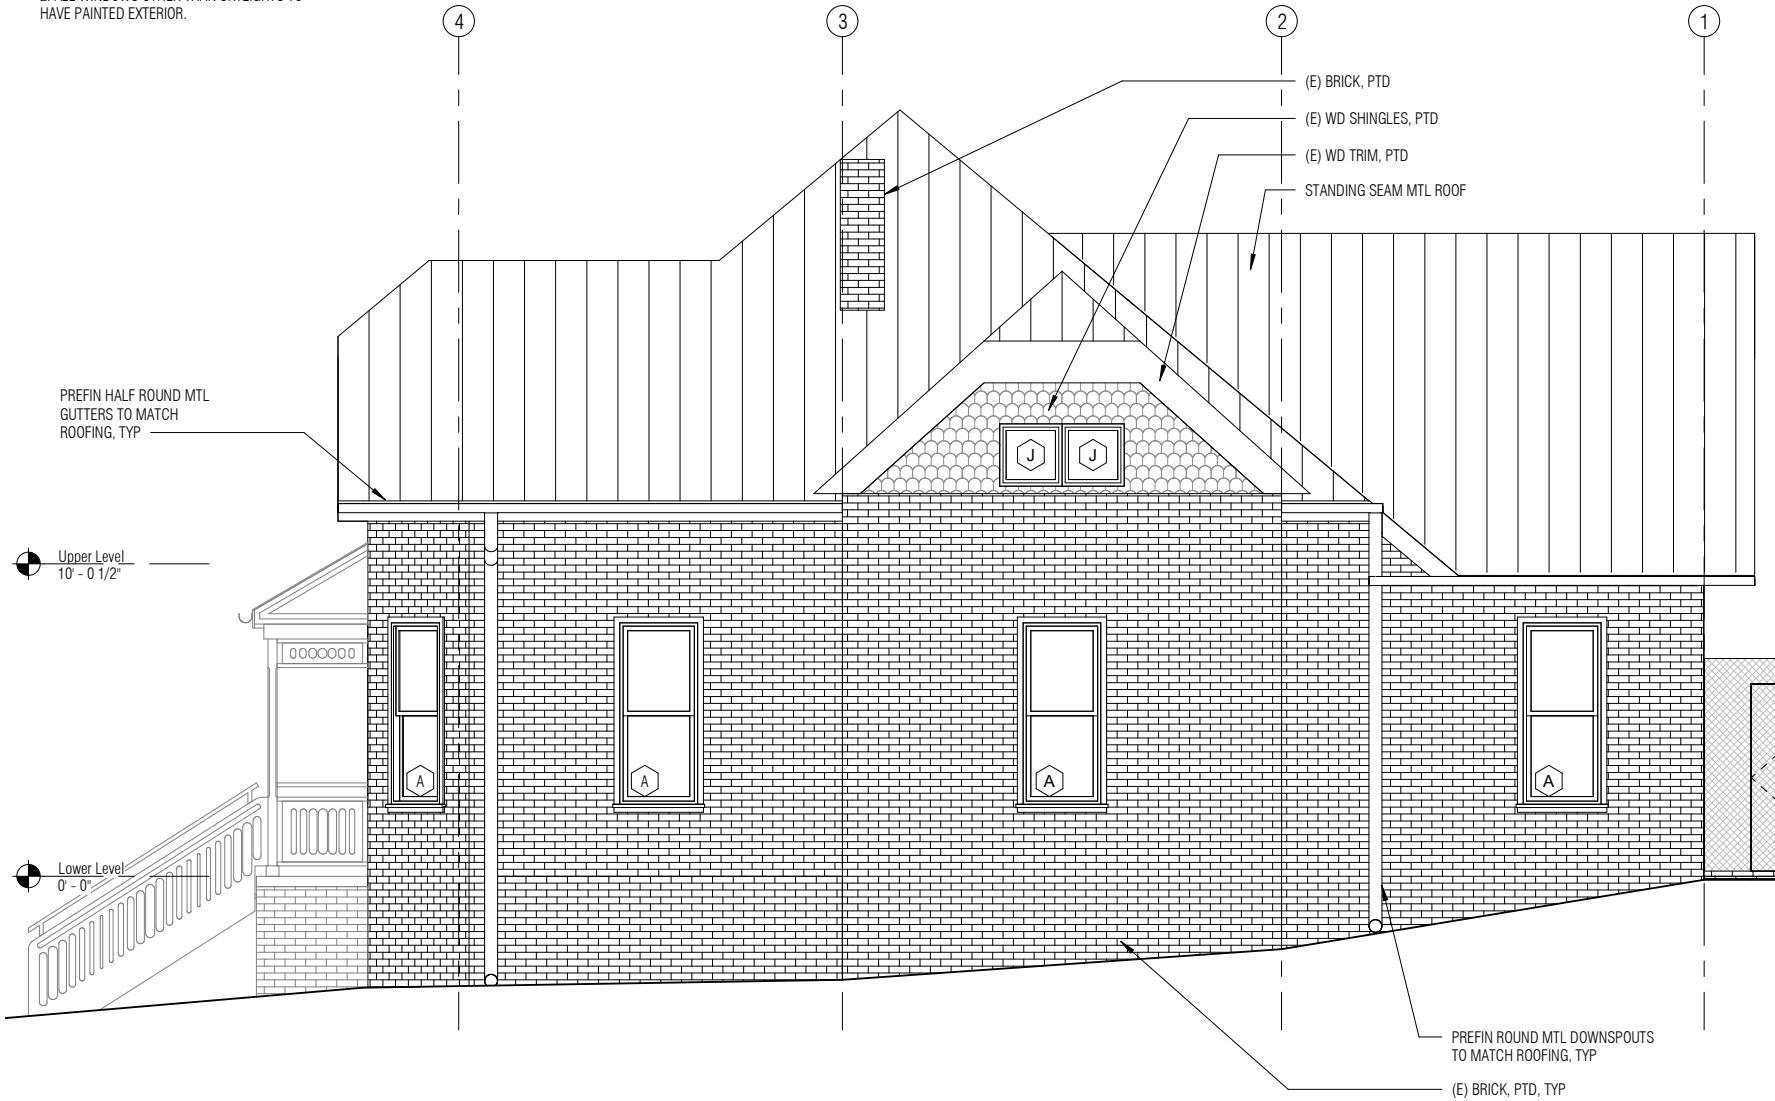 HAVE PAINTED EXTERIOR.
4
3
2
1
(E) BRICK, PTD
(E) WD SHINGLES, PTD
(E) WD TRIM, PTD
STANDING SEAM MTL ROOF
PREFIN HALF ROUND MTL
GUTTERS TO MATCH
ROOFING, TYP
J
J
Upper Level
10' - 0 1/2"
A
A
A
A
Lower Level
0' - 0"
PREFIN ROUND MTL DOWNSPOUTS
TO MATCH ROOFING, TYP
(E) BRICK, PTD, TYP